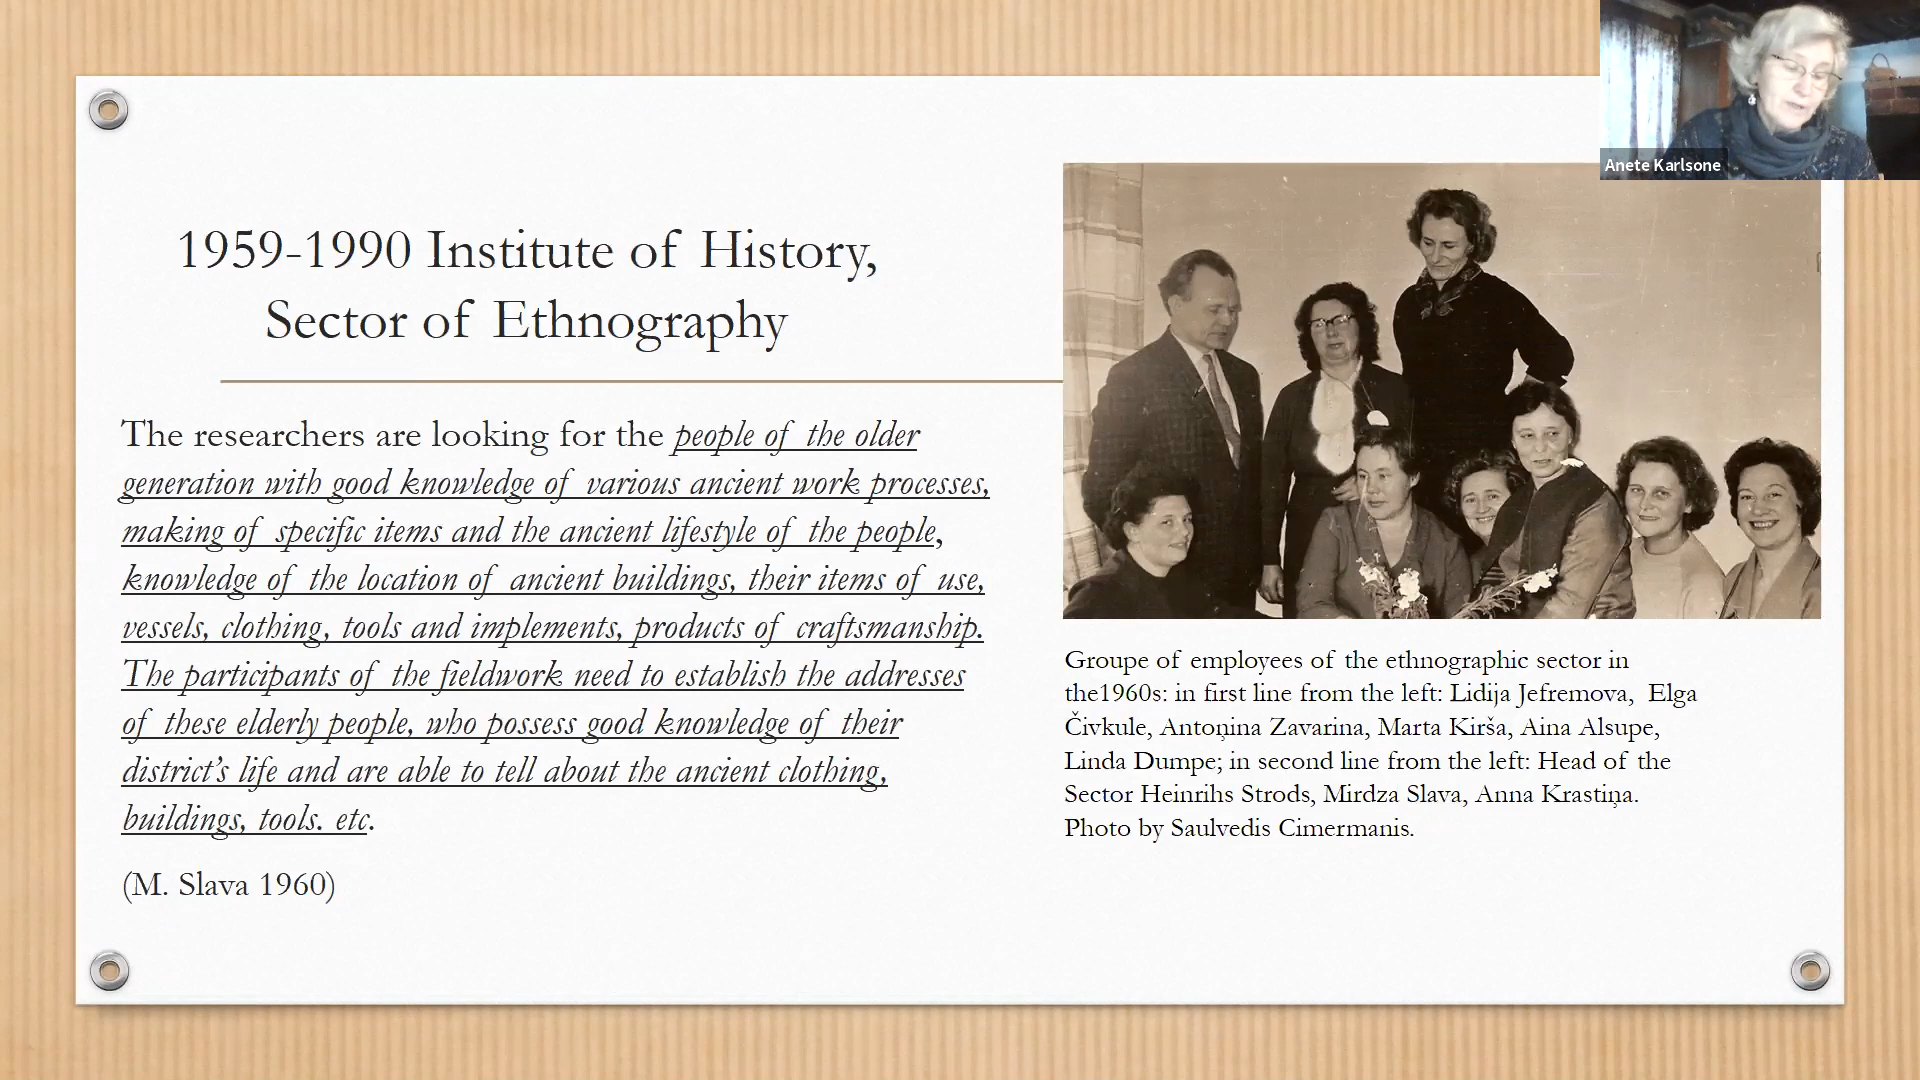 Anete Karlsone
1959-1990 Institute of History,
Sector of Ethnography
The researchers are looking for the people of the older
generation with good knowledge of various ancient work processes,
making of specific items and the ancient lifestyle of the people,
knowledge of the location of ancient buildings, their items of use,
vessels, clothing, tools and implements, products of craftsmanship.
The participants of the fieldwork need to establish the addresses
of these elderly people, who possess good knowledge of their
district’s life and are able to tell about the ancient clothing,
buildings, tools. etc.
(M. Slava 1960)
Groupe of employees of the ethnographic sector in
the1960s: in first line from the left: Lidija Jefremova, Elga
Čivkule, Antoņina Zavarina, Marta Kirša, Aina Alsupe,
Linda Dumpe; in second line from the left: Head of the
Sector Heinrihs Strods, Mirdza Slava, Anna Krastiņa.
Photo by Saulvedis Cimermanis.